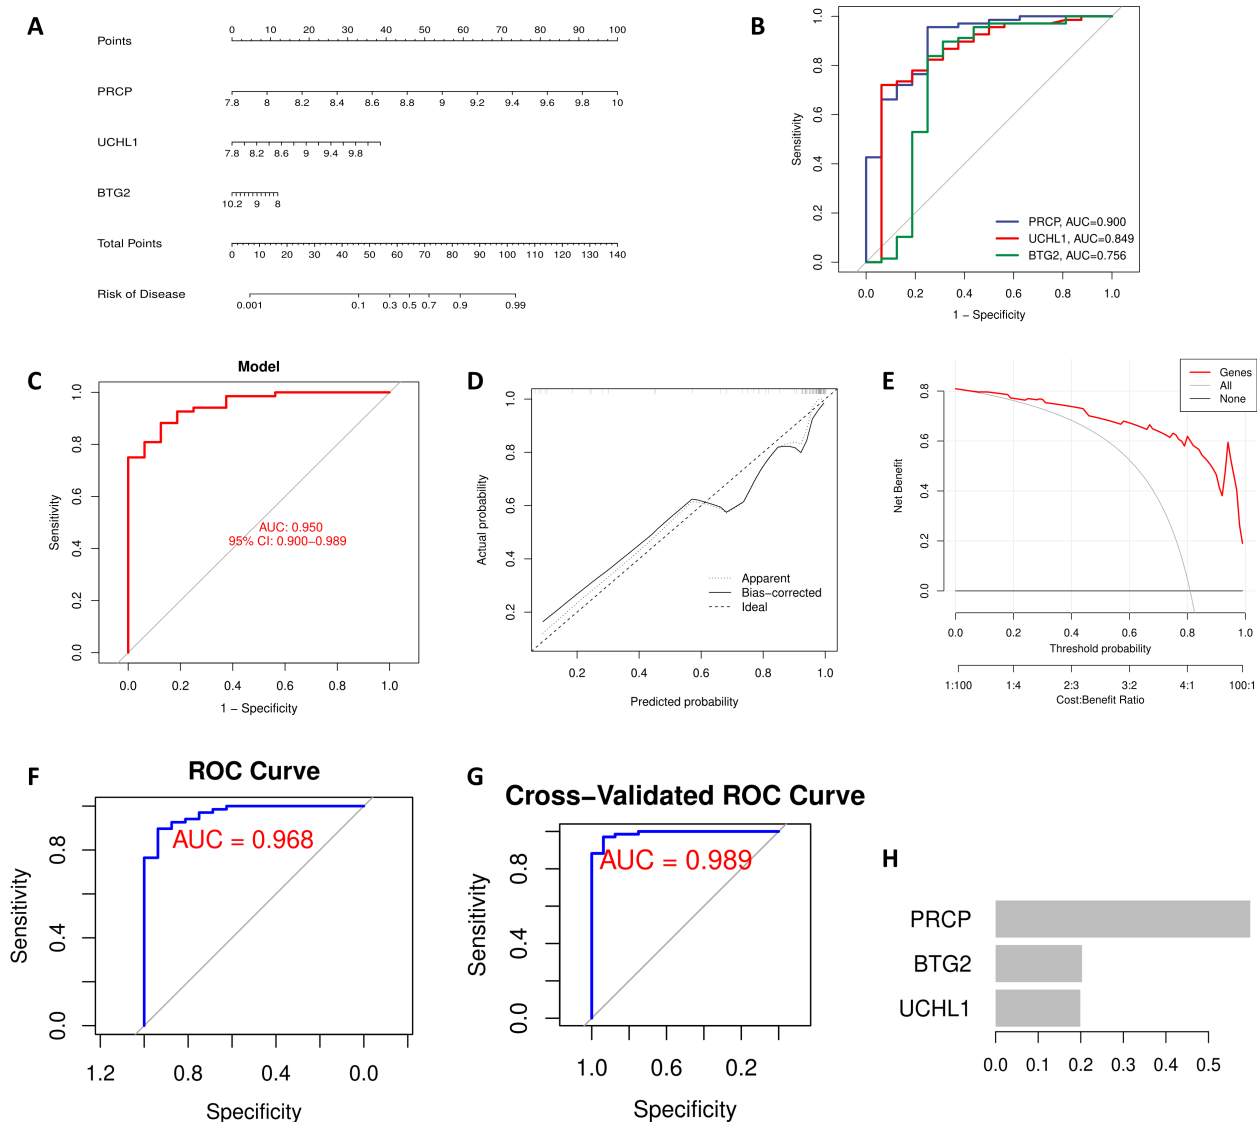 A
Points
0 10 20 30 40 50 60 70 80 90 100
PRCP
7.8 8 8.2 8.4 8.6 8.8 9 9.2 9.4 9.6 9.8 10
UCHL1
7.8 8.2 8.6 9 9.4 9.8
BTG2
10.2 9 8
Total Points
0 10 20 30 40 50 60 70 80 90 100 110 120 130 140
Risk of Disease
0.001 0.1 0.3 0.5 0.7 0.9 0.99
B
Sensitivity
1.0
0.8
0.6
0.4
0.2
0.0
PRCP, AUC=0.900
UCHL1, AUC=0.849
BTG2, AUC=0.756
0.0 0.2 0.4 0.6 0.8 1.0
1 − Specificity
C
Model
Sensitivity
1.0
0.8
0.6
0.4
0.2
0.0
AUC: 0.950
95% CI: 0.900−0.989
0.0 0.2 0.4 0.6 0.8 1.0
1 − Specificity
D
Actual probability
1.0
0.8
0.6
0.4
0.2
Apparent
Bias−corrected
Ideal
0.2 0.4 0.6 0.8 1.0
Predicted probability
E
Net Benefit
0.8
0.6
0.4
0.2
0.0
Genes
All
None
0.0 0.2 0.4 0.6 0.8 1.0
Threshold probability
1:100 1:4 2:3 3:2 4:1 100:1
Cost:Benefit Ratio
F
ROC Curve
Sensitivity
0.8
0.4
0.0
AUC = 0.968
1.2 0.8 0.4 0.0
Specificity
G
Cross−Validated ROC Curve
Sensitivity
0.8
0.4
0.0
AUC = 0.989
1.0 0.6 0.2
Specificity
H
PRCP
BTG2
UCHL1
0.0 0.1 0.2 0.3 0.4 0.5